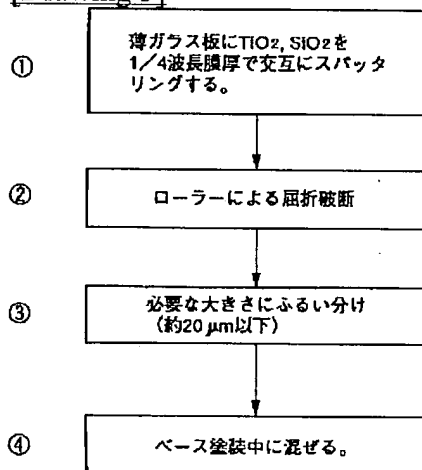 ①
薄ガラス板にTiO2, SiO2を
1/4波長膜厚で交互にスパッタ
リングする。
②
ローラーによる屈折破断
③
必要な大きさにふるい分け
(約20μm以下)
④
ベース塗装中に混ぜる。